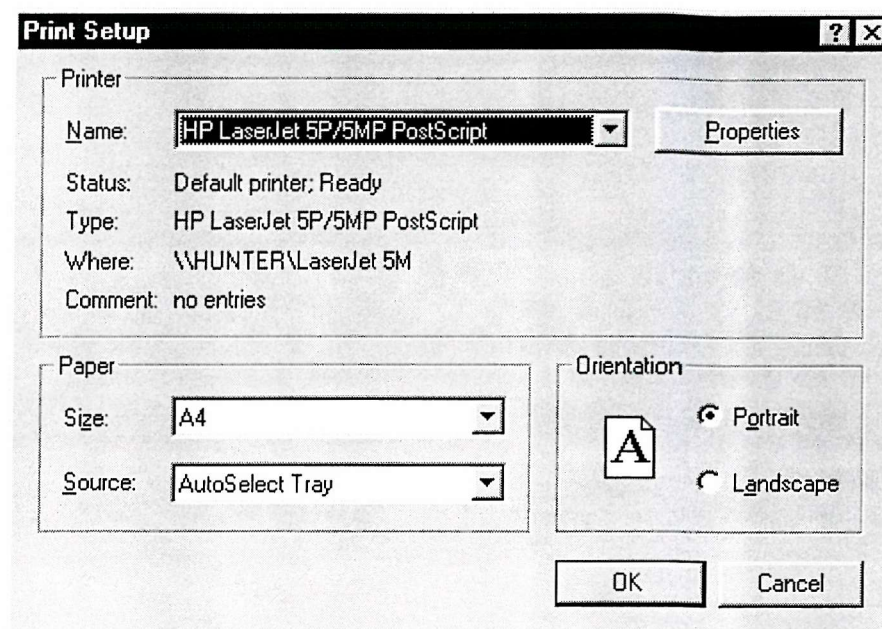 Print Setup
Printer
Name: HP LaserJet 5P/5MP PostScript Properties
Status: Default printer; Ready
Type: HP LaserJet 5P/5MP PostScript
Where: \\HUNTER\LaserJet 5M
Comment: no entries
Paper
Size: A4
Source: AutoSelect Tray
Orientation
A
Portrait
Landscape
OK Cancel